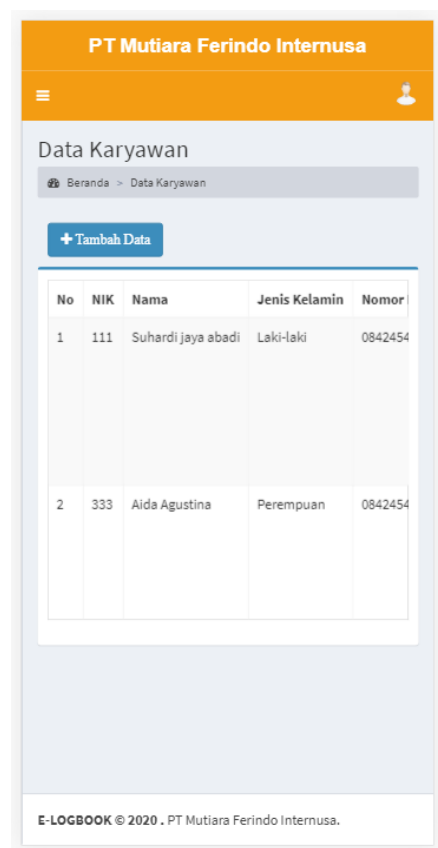 PT Mutiara Ferindo Internusa
Data Karyawan
Beranda > Data Karyawan
+ Tambah Data
No NIK Nama Jenis Kelamin Nomor
1 111 Suhardi jaya abadi Laki-laki 0842454
2 333 Aida Agustina Perempuan 0842454
E-LOGBOOK © 2020 . PT Mutiara Ferindo Internusa.